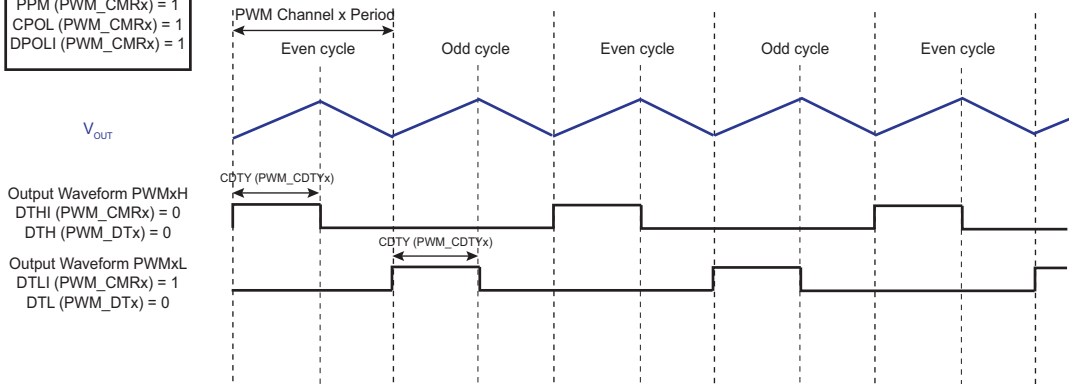 PPM (PWM_CMRx) = 1
CPOL (PWM_CMRx) = 1
DPOLI (PWM_CMRx) = 1
PWM Channel x Period
Even cycle
Odd cycle
Even cycle
Odd cycle
Even cycle
VOUT
CDTY (PWM_CDTYx)
Output Waveform PWMxH
DTHI (PWM_CMRx) = 0
DTH (PWM_DTx) = 0
CDTY (PWM_CDTYx)
Output Waveform PWMxL
DTLI (PWM_CMRx) = 1
DTL (PWM_DTx) = 0